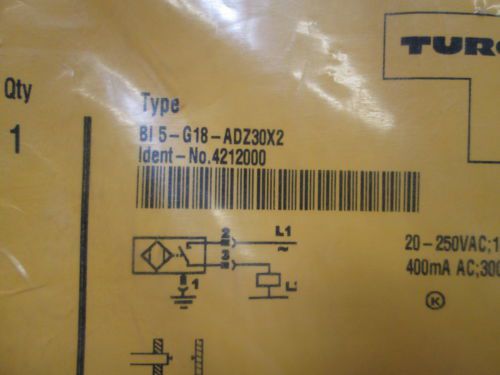 TURC
Qty
1
Type
BI 5-G18-ADZ30X2
Ident-No.4212000
2
L1
~
3
1
20-250VAC;1
400mA AC;300
K